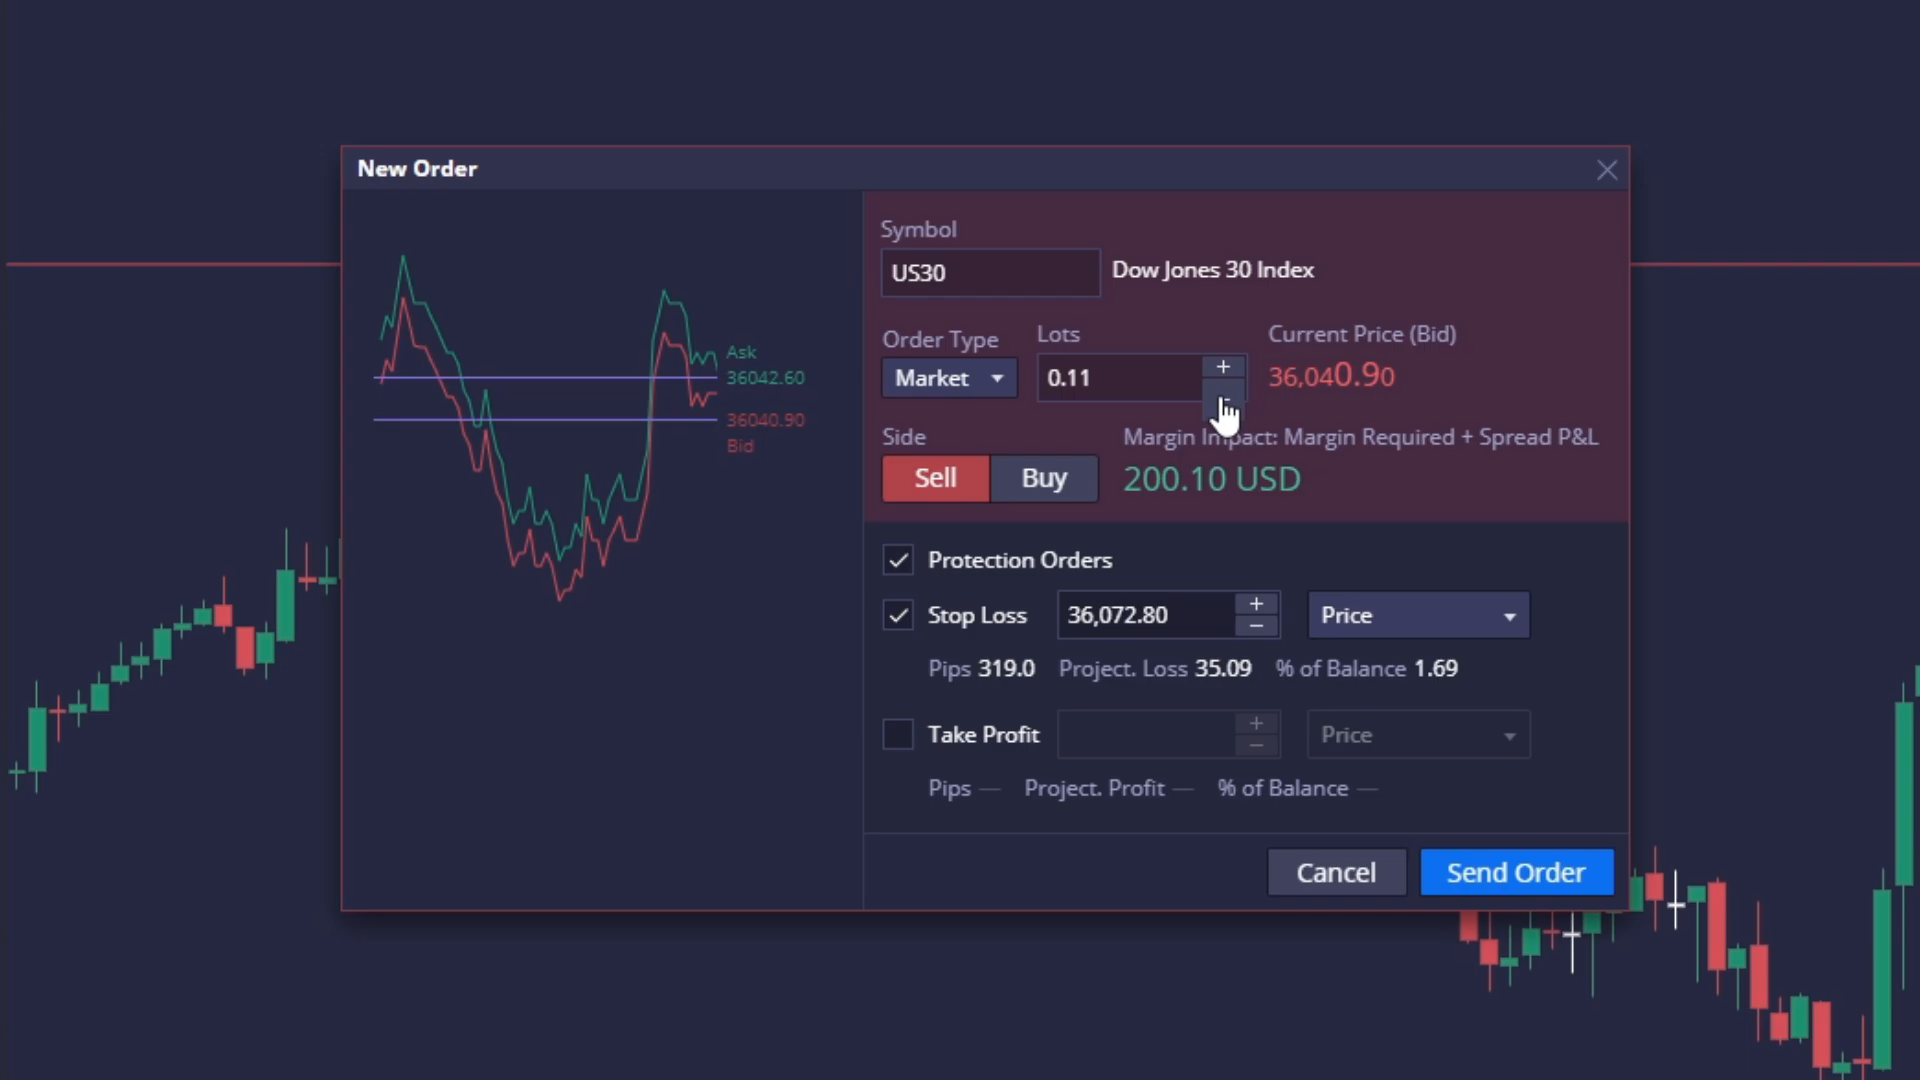 New Order
Ask
36042.60
36040.90
Bid
Symbol
US30 Dow Jones 30 Index
Order Type Lots Current Price (Bid)
Market 0.11 + - 36,040.90
Side Margin Impact: Margin Required + Spread P&L
Sell Buy 200.10 USD
Protection Orders
Stop Loss 36,072.80 + − Price
Pips 319.0 Project. Loss 35.09 % of Balance 1.69
Take Profit + − Price
Pips — Project. Profit — % of Balance —
Cancel Send Order